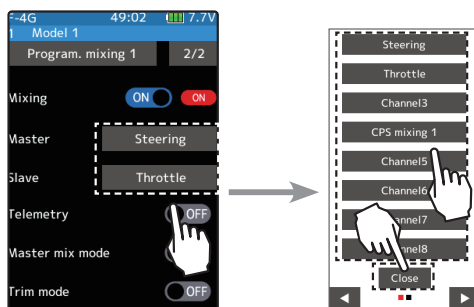 F-4G 49:02 7.7V
1 Model 1
Program. mixing 1 2/2
Mixing ON ON
Master Steering
Slave Throttle
Telemetry OFF
Master mix mode
Trim mode OFF
Steering
Throttle
Channel3
CPS mixing 1
Channel5
Channel6
nnel7
nel8
Close